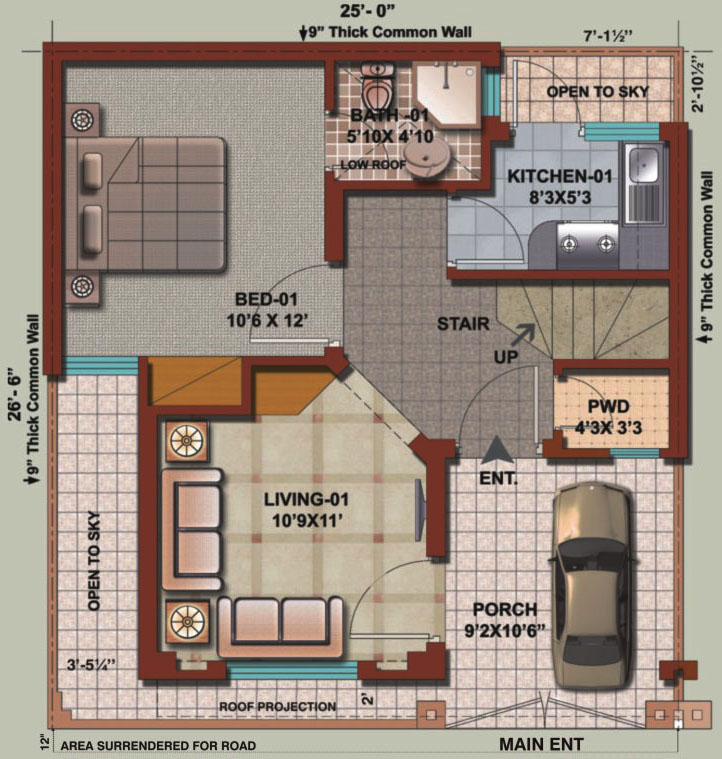 25'- 0"
9" Thick Common Wall
7'-1½"
2'-10½"
OPEN TO SKY
BATH -01
5'10X 4'10
LOW ROOF
KITCHEN-01
8'3X5'3
9" Thick Common Wall
BED-01
10'6 X 12'
STAIR
UP
26'- 6"
9" Thick Common Wall
PWD
4'3X 3'3
ENT.
LIVING-01
10'9X11'
OPEN TO SKY
PORCH
9'2X10'6"
3'-5¼"
ROOF PROJECTION
2'
12"
AREA SURRENDERED FOR ROAD
MAIN ENT